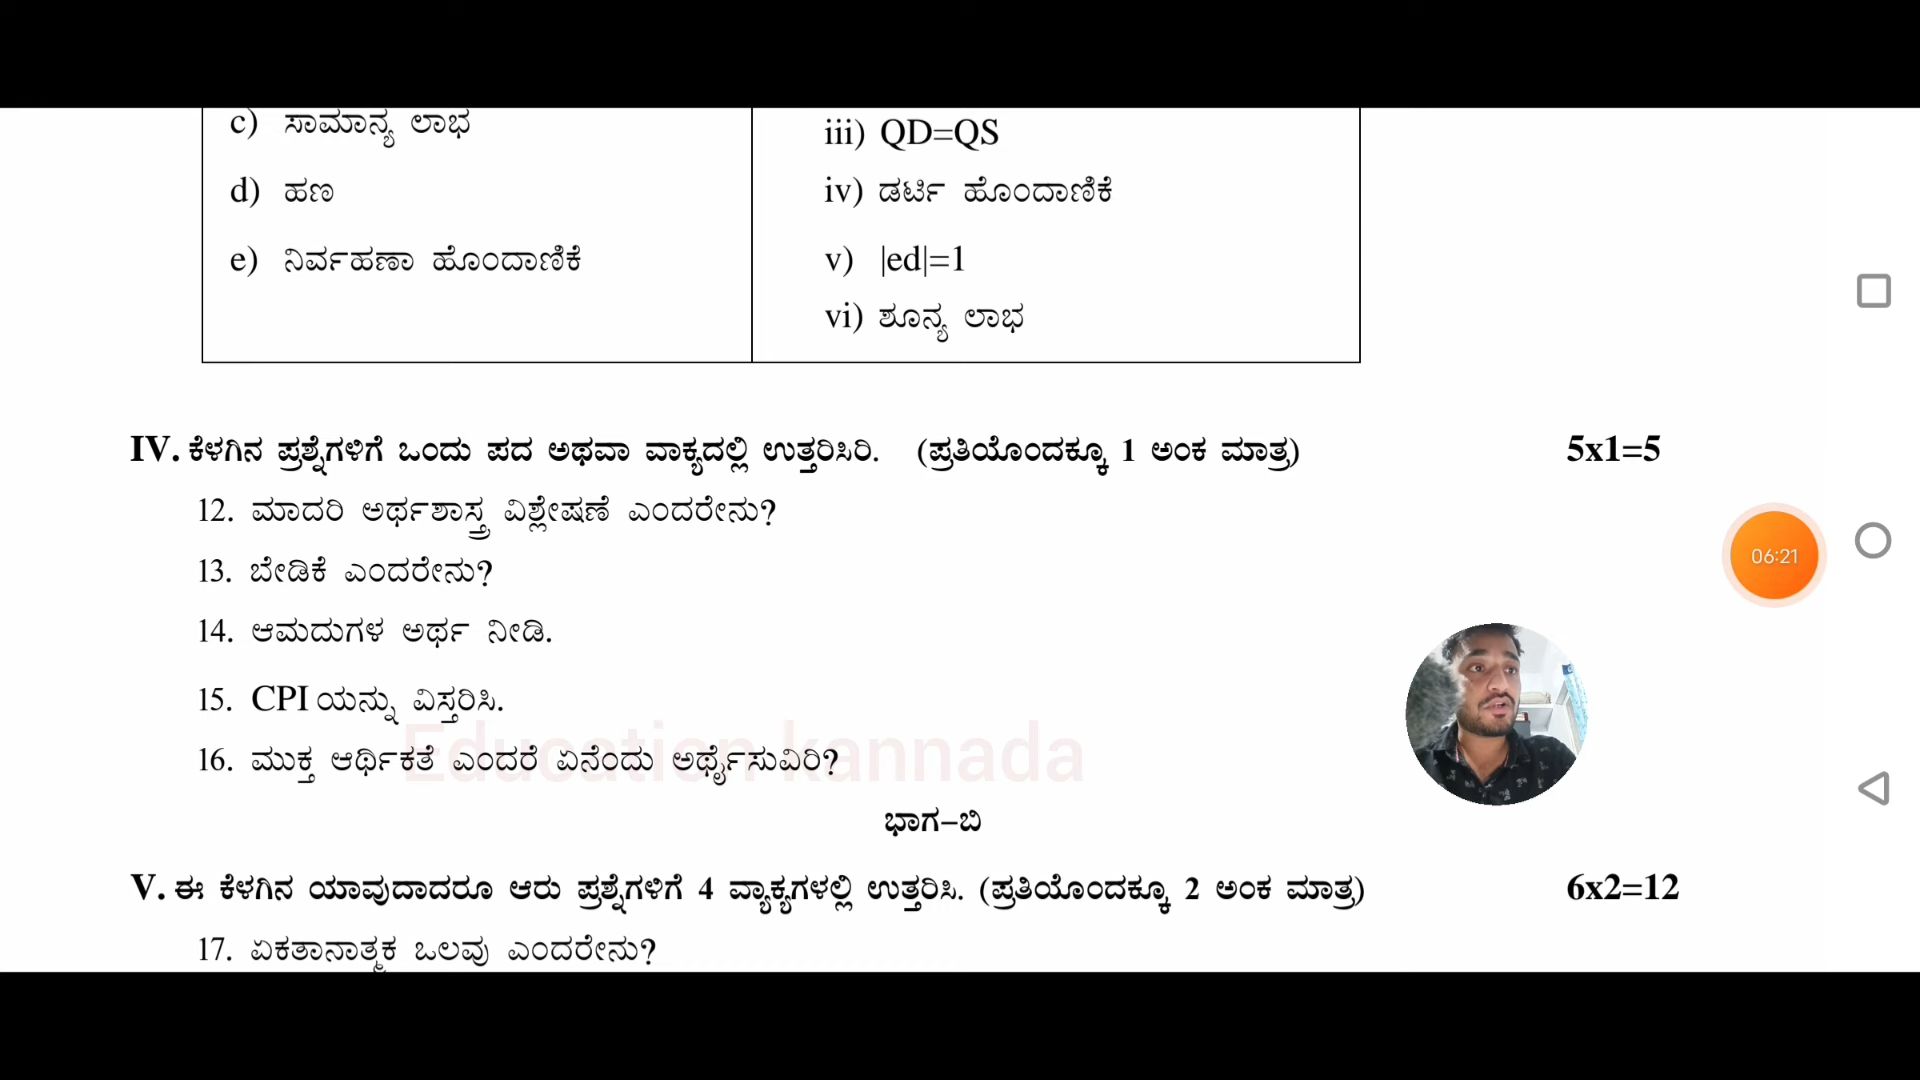 c) ಸಾಮಾನ್ಯ ಲಾಭ
d) ಹಣ
e) ನಿರ್ವಹಣಾ ಹೊಂದಾಣಿಕೆ
iii) QD=QS
iv) ಡರ್ಟಿ ಹೊಂದಾಣಿಕೆ
v) |ed|=1
vi) ಶೂನ್ಯ ಲಾಭ
IV. ಕೆಳಗಿನ ಪ್ರಶ್ನೆಗಳಿಗೆ ಒಂದು ಪದ ಅಥವಾ ವಾಕ್ಯದಲ್ಲಿ ಉತ್ತರಿಸಿರಿ. (ಪ್ರತಿಯೊಂದಕ್ಕೂ 1 ಅಂಕ ಮಾತ್ರ) 5x1=5
12. ಮಾದರಿ ಅರ್ಥಶಾಸ್ತ್ರ ವಿಶ್ಲೇಷಣೆ ಎಂದರೇನು?
13. ಬೇಡಿಕೆ ಎಂದರೇನು?
14. ಆಮದುಗಳ ಅರ್ಥ ನೀಡಿ.
15. CPI ಯನ್ನು ವಿಸ್ತರಿಸಿ.
16. ಮುಕ್ತ ಆರ್ಥಿಕತೆ ಎಂದರೆ ಏನೆಂದು ಅರ್ಥೈಸುವಿರಿ?
Education kannada
ಭಾಗ–ಬಿ
V. ಈ ಕೆಳಗಿನ ಯಾವುದಾದರೂ ಆರು ಪ್ರಶ್ನೆಗಳಿಗೆ 4 ವ್ಯಾಕ್ಯಗಳಲ್ಲಿ ಉತ್ತರಿಸಿ. (ಪ್ರತಿಯೊಂದಕ್ಕೂ 2 ಅಂಕ ಮಾತ್ರ) 6x2=12
17. ಏಕತಾನಾತ್ಮಕ ಒಲವು ಎಂದರೇನು?
06:21